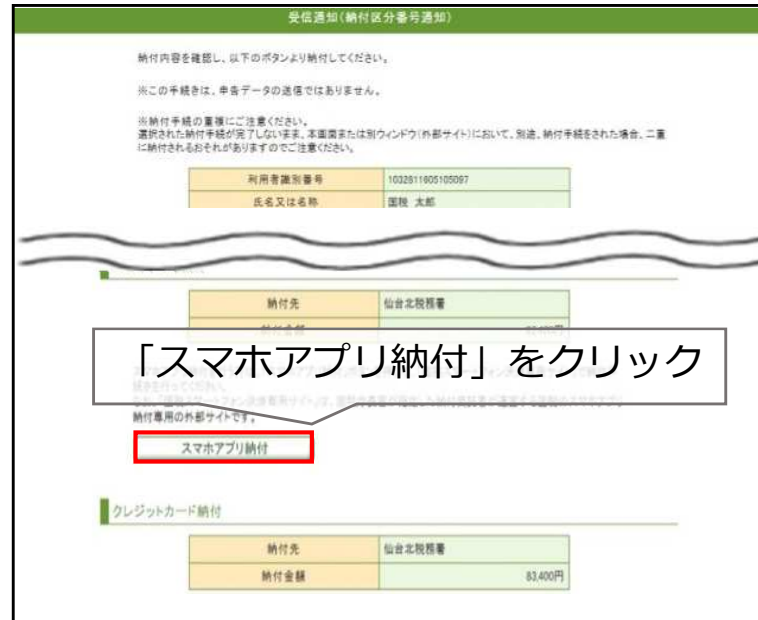 受信通知(納付区分番号通知)
納付内容を確認し、以下のボタンより納付してください。
※この手続きは、申告データの送信ではありません。
※納付手続の重複にご注意ください。
選択された納付手続が完了しないまま、本画面または別ウィンドウ(外部サイト)において、別途、納付手続をされた場合、二重
に納付されるおそれがありますのでご注意ください。
利用者識別番号 1032811605105097
氏名又は名称 国税 太郎
納付先 仙台北税務署
「スマホアプリ納付」をクリック
納付専用の外部サイトです。
スマホアプリ納付
クレジットカード納付
納付先 仙台北税務署
納付金額 83,400円